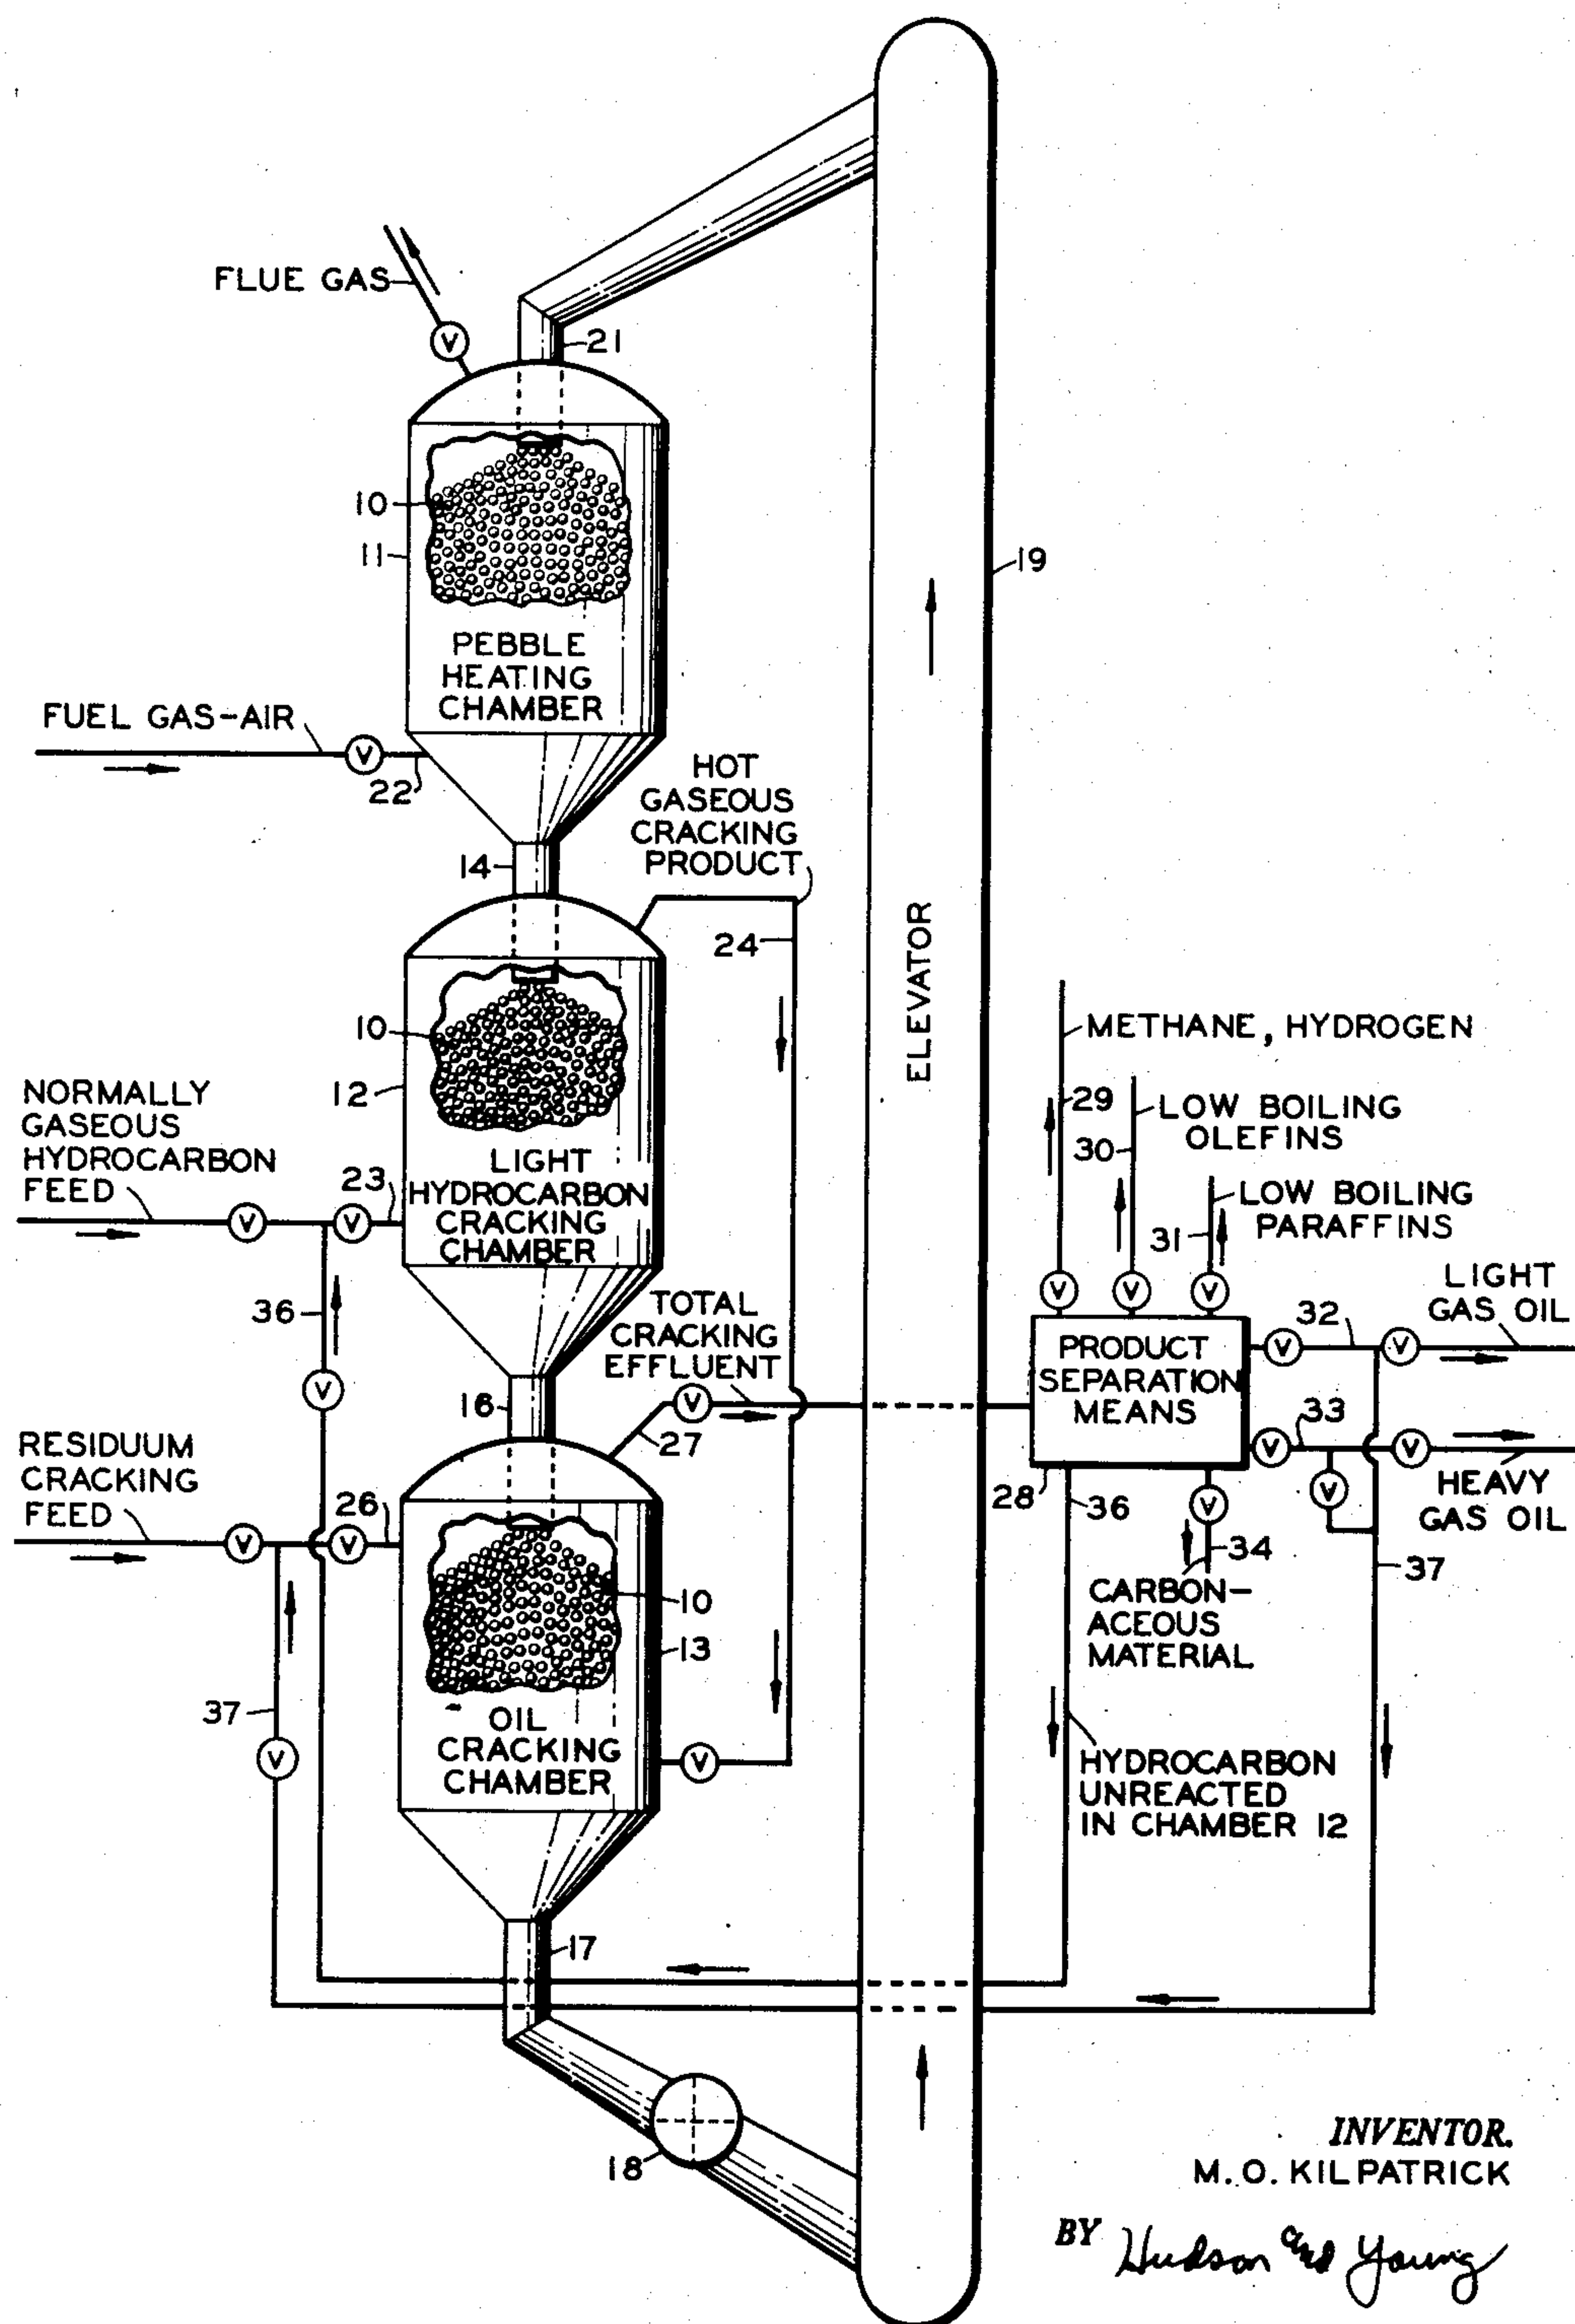 FLUE GAS
21
10
11
PEBBLE
HEATING
CHAMBER
19
FUEL GAS-AIR
V
V
22
HOT
GASEOUS
CRACKING
PRODUCT
14
24
ELEVATOR
10
12
NORMALLY
GASEOUS
HYDROCARBON
FEED
V
V
23
LIGHT
HYDROCARBON
CRACKING
CHAMBER
METHANE, HYDROGEN
29
LOW BOILING
OLEFINS
30
LOW BOILING
PARAFFINS
31
V
V
V
36
V
16
TOTAL
CRACKING
EFFLUENT
V
27
PRODUCT
SEPARATION
MEANS
28
V
32
V
LIGHT
GAS OIL
V
33
V
HEAVY
GAS OIL
V
36
V
34
CARBON-
ACEOUS
MATERIAL
37
RESIDUUM
CRACKING
FEED
V
V
26
10
13
37
V
OIL
CRACKING
CHAMBER
V
HYDROCARBON
UNREACTED
IN CHAMBER 12
17
18
INVENTOR.
M.O. KILPATRICK
BY Hudson and Young